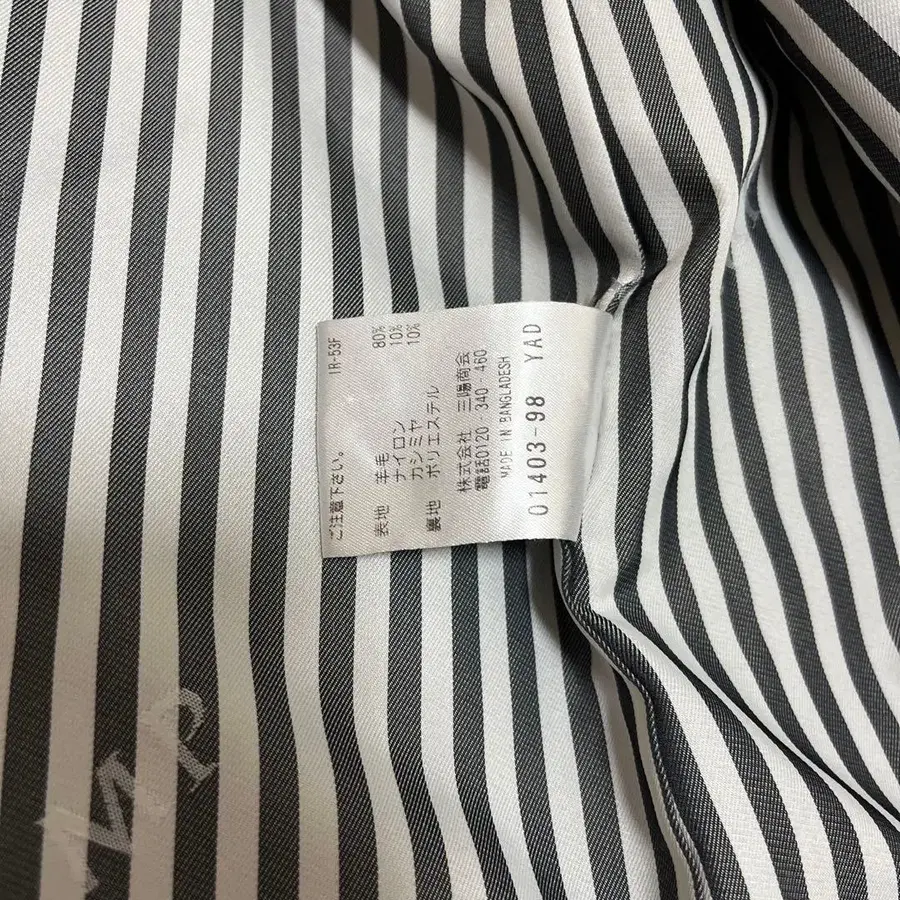 ご注意下さい。 IR-53F
表地 羊毛 80%
ナイロン 10%
カシミヤ 10%
裏地 ポリエステル
株式会社 三陽商会
電話0120 340-460
MADE IN BANGLADESH
01403-98 YAD
MP